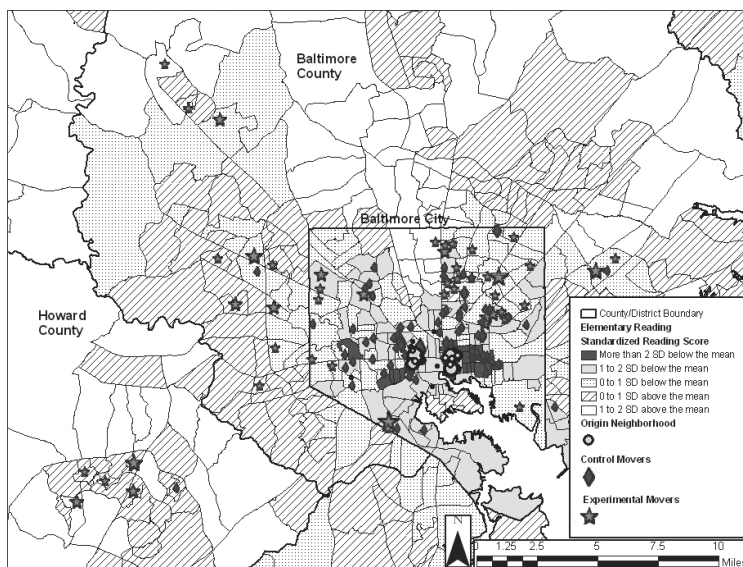 Baltimore
County
Baltimore City
Howard
County
County/District Boundary
Elementary Reading
Standardized Reading Score
More than 2 SD below the mean
1 to 2 SD below the mean
0 to 1 SD below the mean
0 to 1 SD above the mean
1 to 2 SD above the mean
Origin Neighborhood
Control Movers
Experimental Movers
N
0 1.25 2.5 5 7.5 10
Miles